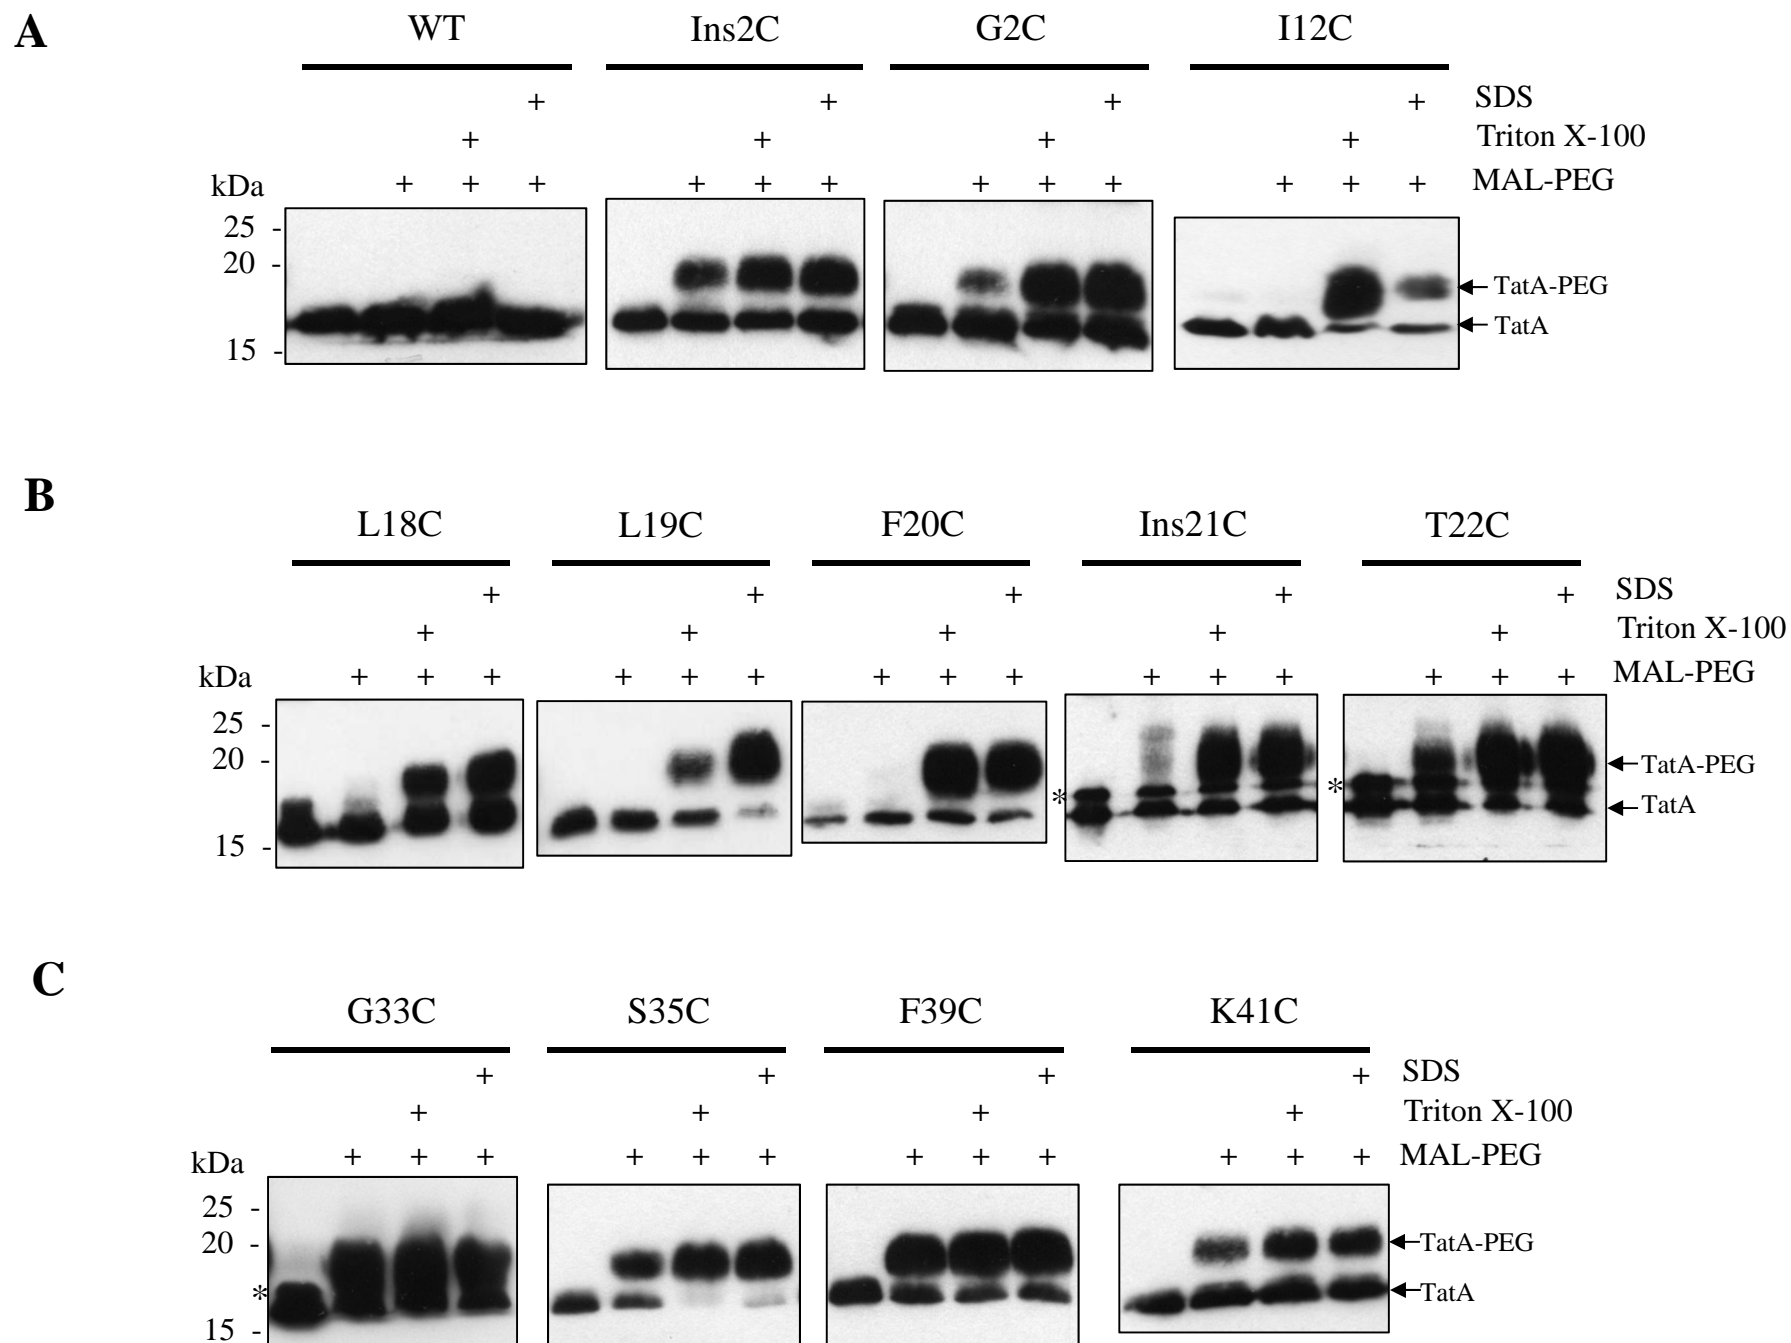 A
WT Ins2C G2C I12C
+ + + + SDS
+ + + + Triton X-100
kDa + + + + + + + + + + + + MAL-PEG
25 -
20 -
TatA-PEG
TatA
15 -
B
L18C L19C F20C Ins21C T22C
+ + + + + SDS
+ + + + + Triton X-100
kDa + + + + + + + + + + + + + + + MAL-PEG
25 -
20 -
TatA-PEG
* *
TatA
15 -
C
G33C S35C F39C K41C
+ + + + SDS
+ + + + Triton X-100
kDa + + + + + + + + + + + + MAL-PEG
25 -
20 -
TatA-PEG
*
TatA
15 -